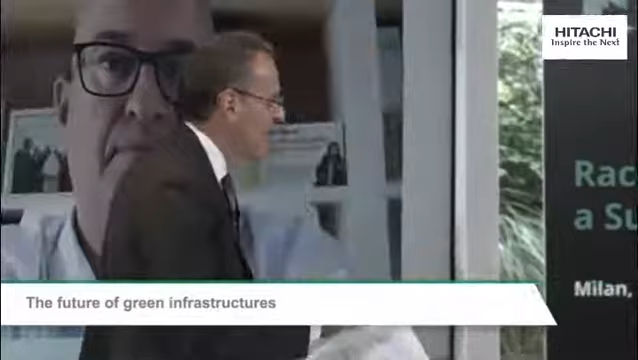 HITACHI
Inspire the Next
Rac
a Su
Milan,
The future of green infrastructures